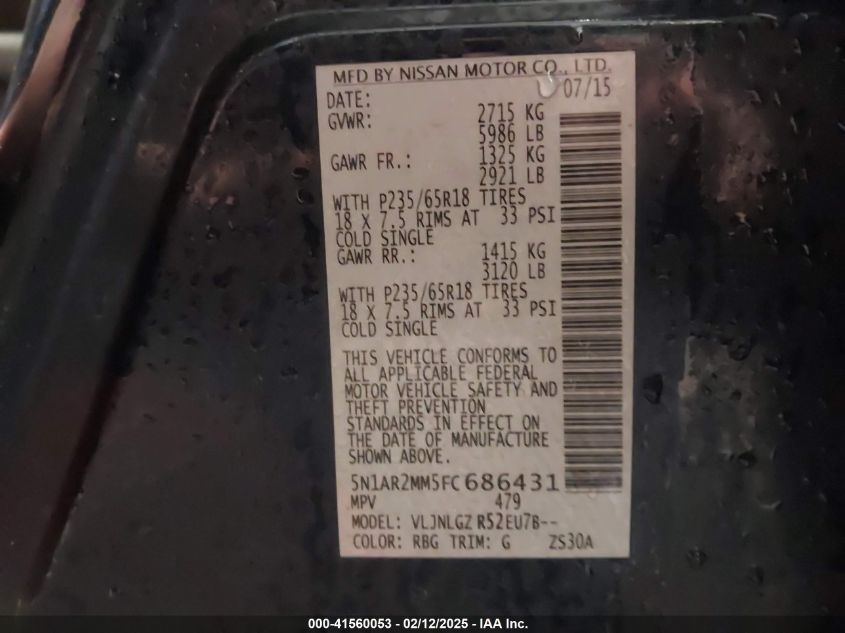 MFD BY NISSAN MOTOR CO., LTD.
DATE: 07/15
GVWR: 2715 KG
5986 LB
GAWR FR.: 1325 KG
2921 LB
WITH P235/65R18 TIRES
18 X 7.5 RIMS AT 33 PSI
COLD SINGLE
GAWR RR.: 1415 KG
3120 LB
WITH P235/65R18 TIRES
18 X 7.5 RIMS AT 33 PSI
COLD SINGLE
THIS VEHICLE CONFORMS TO
ALL APPLICABLE FEDERAL
MOTOR VEHICLE SAFETY AND
THEFT PREVENTION
STANDARDS IN EFFECT ON
THE DATE OF MANUFACTURE
SHOWN ABOVE.
5N1AR2MM5FC686431
MPV 479
MODEL: VLJNLGZ R52EU7B--
COLOR: RBG TRIM: G ZS30A
000-41560053 - 02/12/2025 - IAA Inc.